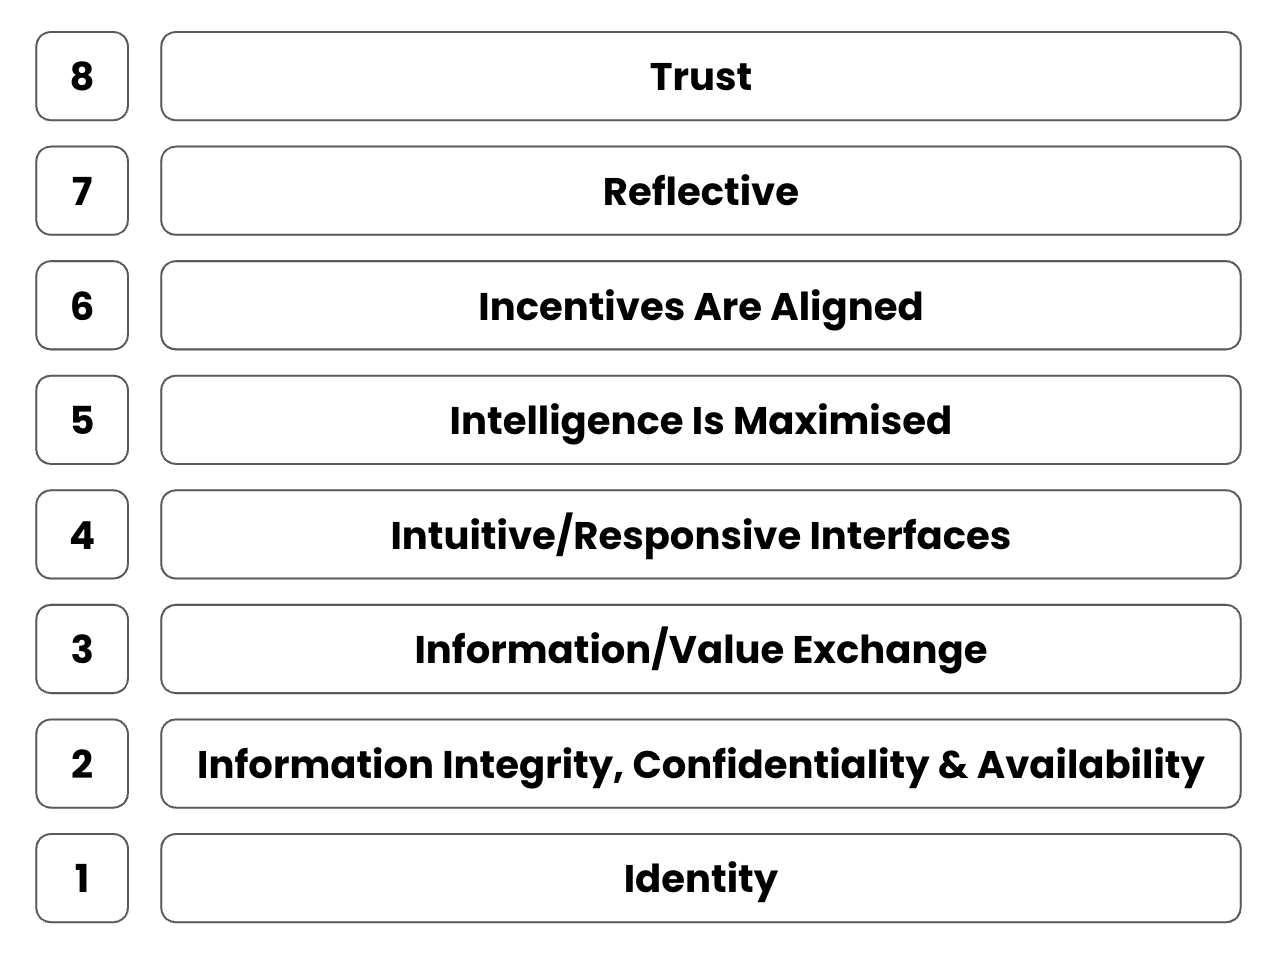 8 Trust
7 Reflective
6 Incentives Are Aligned
5 Intelligence Is Maximised
4 Intuitive/Responsive Interfaces
3 Information/Value Exchange
2 Information Integrity, Confidentiality & Availability
1 Identity